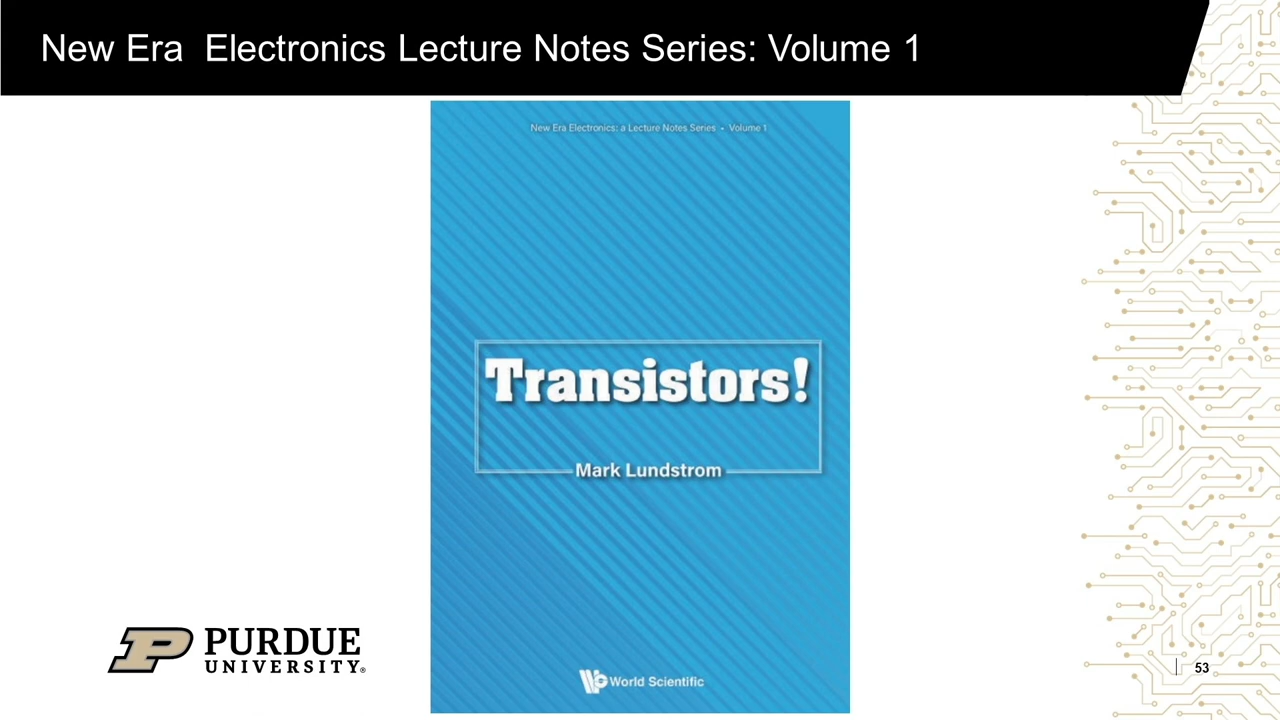 New Era  Electronics Lecture Notes Series: Volume 1
New Era Electronics: a Lecture Notes Series • Volume 1
Transistors!
Mark Lundstrom
World Scientific
P PURDUE
UNIVERSITY®
53